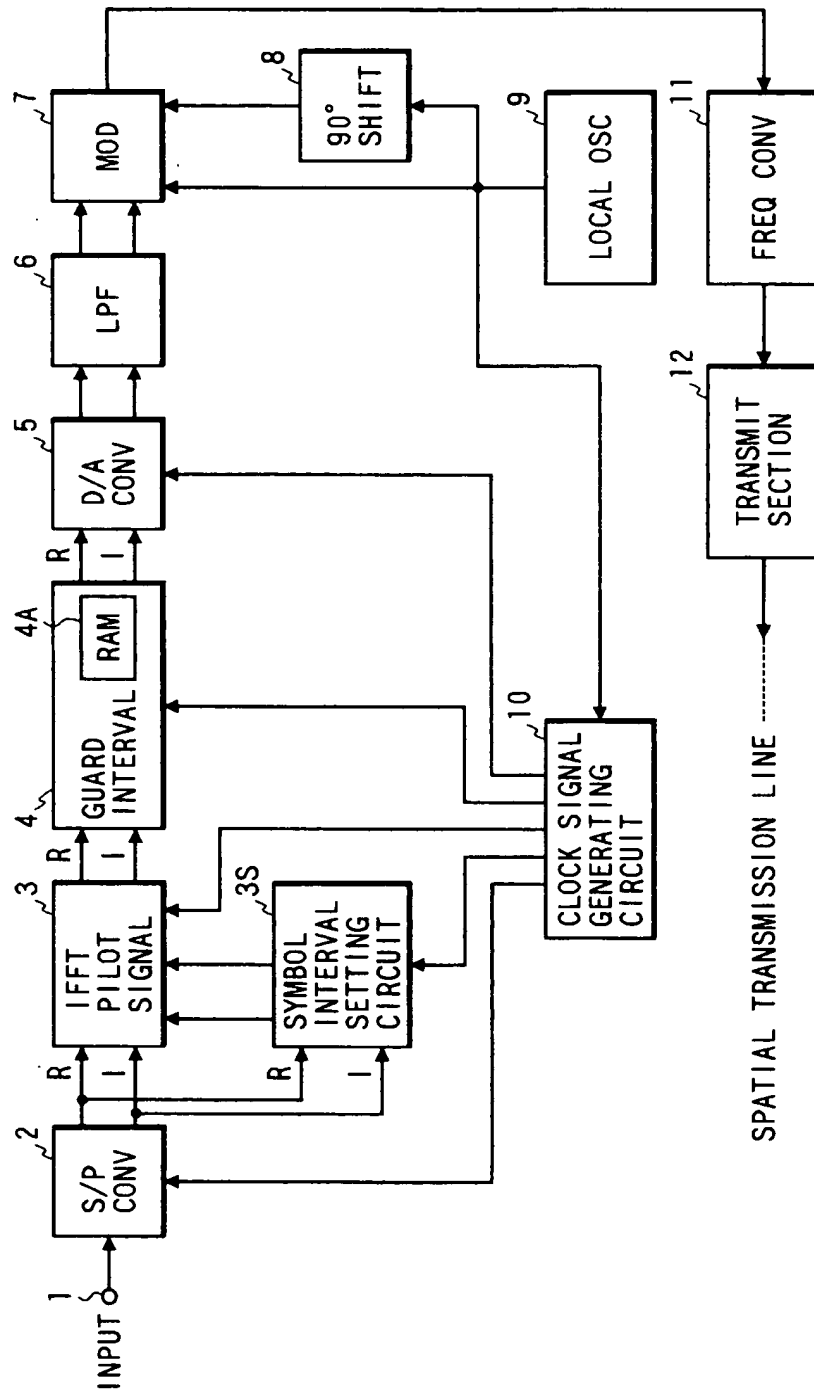 INPUT
1
2
S/P
CONV
R
I
3
IFFT
PILOT
SIGNAL
R
I
R
I
3S
SYMBOL
INTERVAL
SETTING
CIRCUIT
4
GUARD
INTERVAL
4A
RAM
R
I
5
D/A
CONV
6
LPF
7
MOD
8
90°
SHIFT
9
LOCAL OSC
10
CLOCK SIGNAL
GENERATING
CIRCUIT
11
FREQ CONV
12
TRANSMIT
SECTION
SPATIAL TRANSMISSION LINE